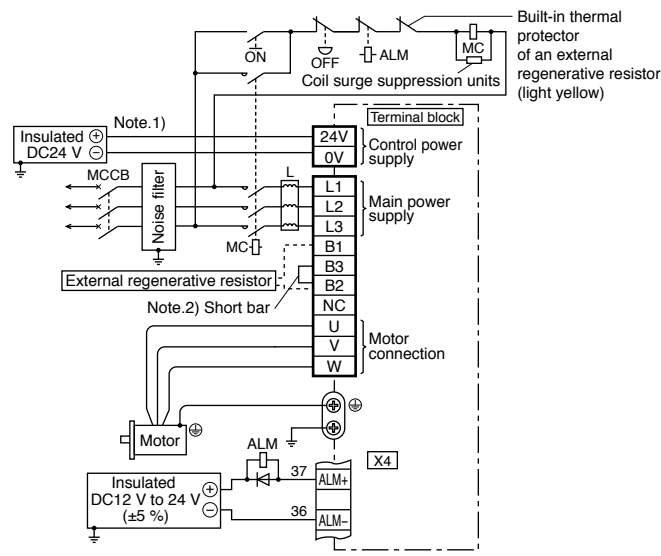 Built-in thermal
protector
of an external
regenerative resistor
(light yellow)
ON
OFF
ALM
MC
Coil surge suppression units
Note.1)
Terminal block
Insulated
DC24 V
+
−
24V
0V
Control power
supply
MCCB
Noise filter
L
MC
L1
L2
L3
Main power
supply
B1
B3
B2
NC
External regenerative resistor
Note.2) Short bar
U
V
W
Motor
connection
Motor
ALM
X4
Insulated
DC12 V to 24 V
(±5 %)
+
−
37
ALM+
36
ALM−